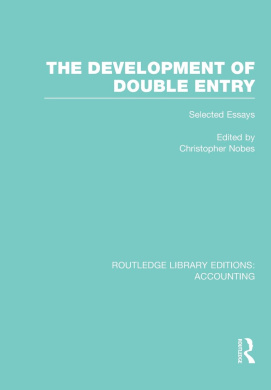 THE DEVELOPMENT OF
DOUBLE ENTRY
Selected Essays
Edited by
Christopher Nobes
ROUTLEDGE LIBRARY EDITIONS:
ACCOUNTING
ROUTLEDGE